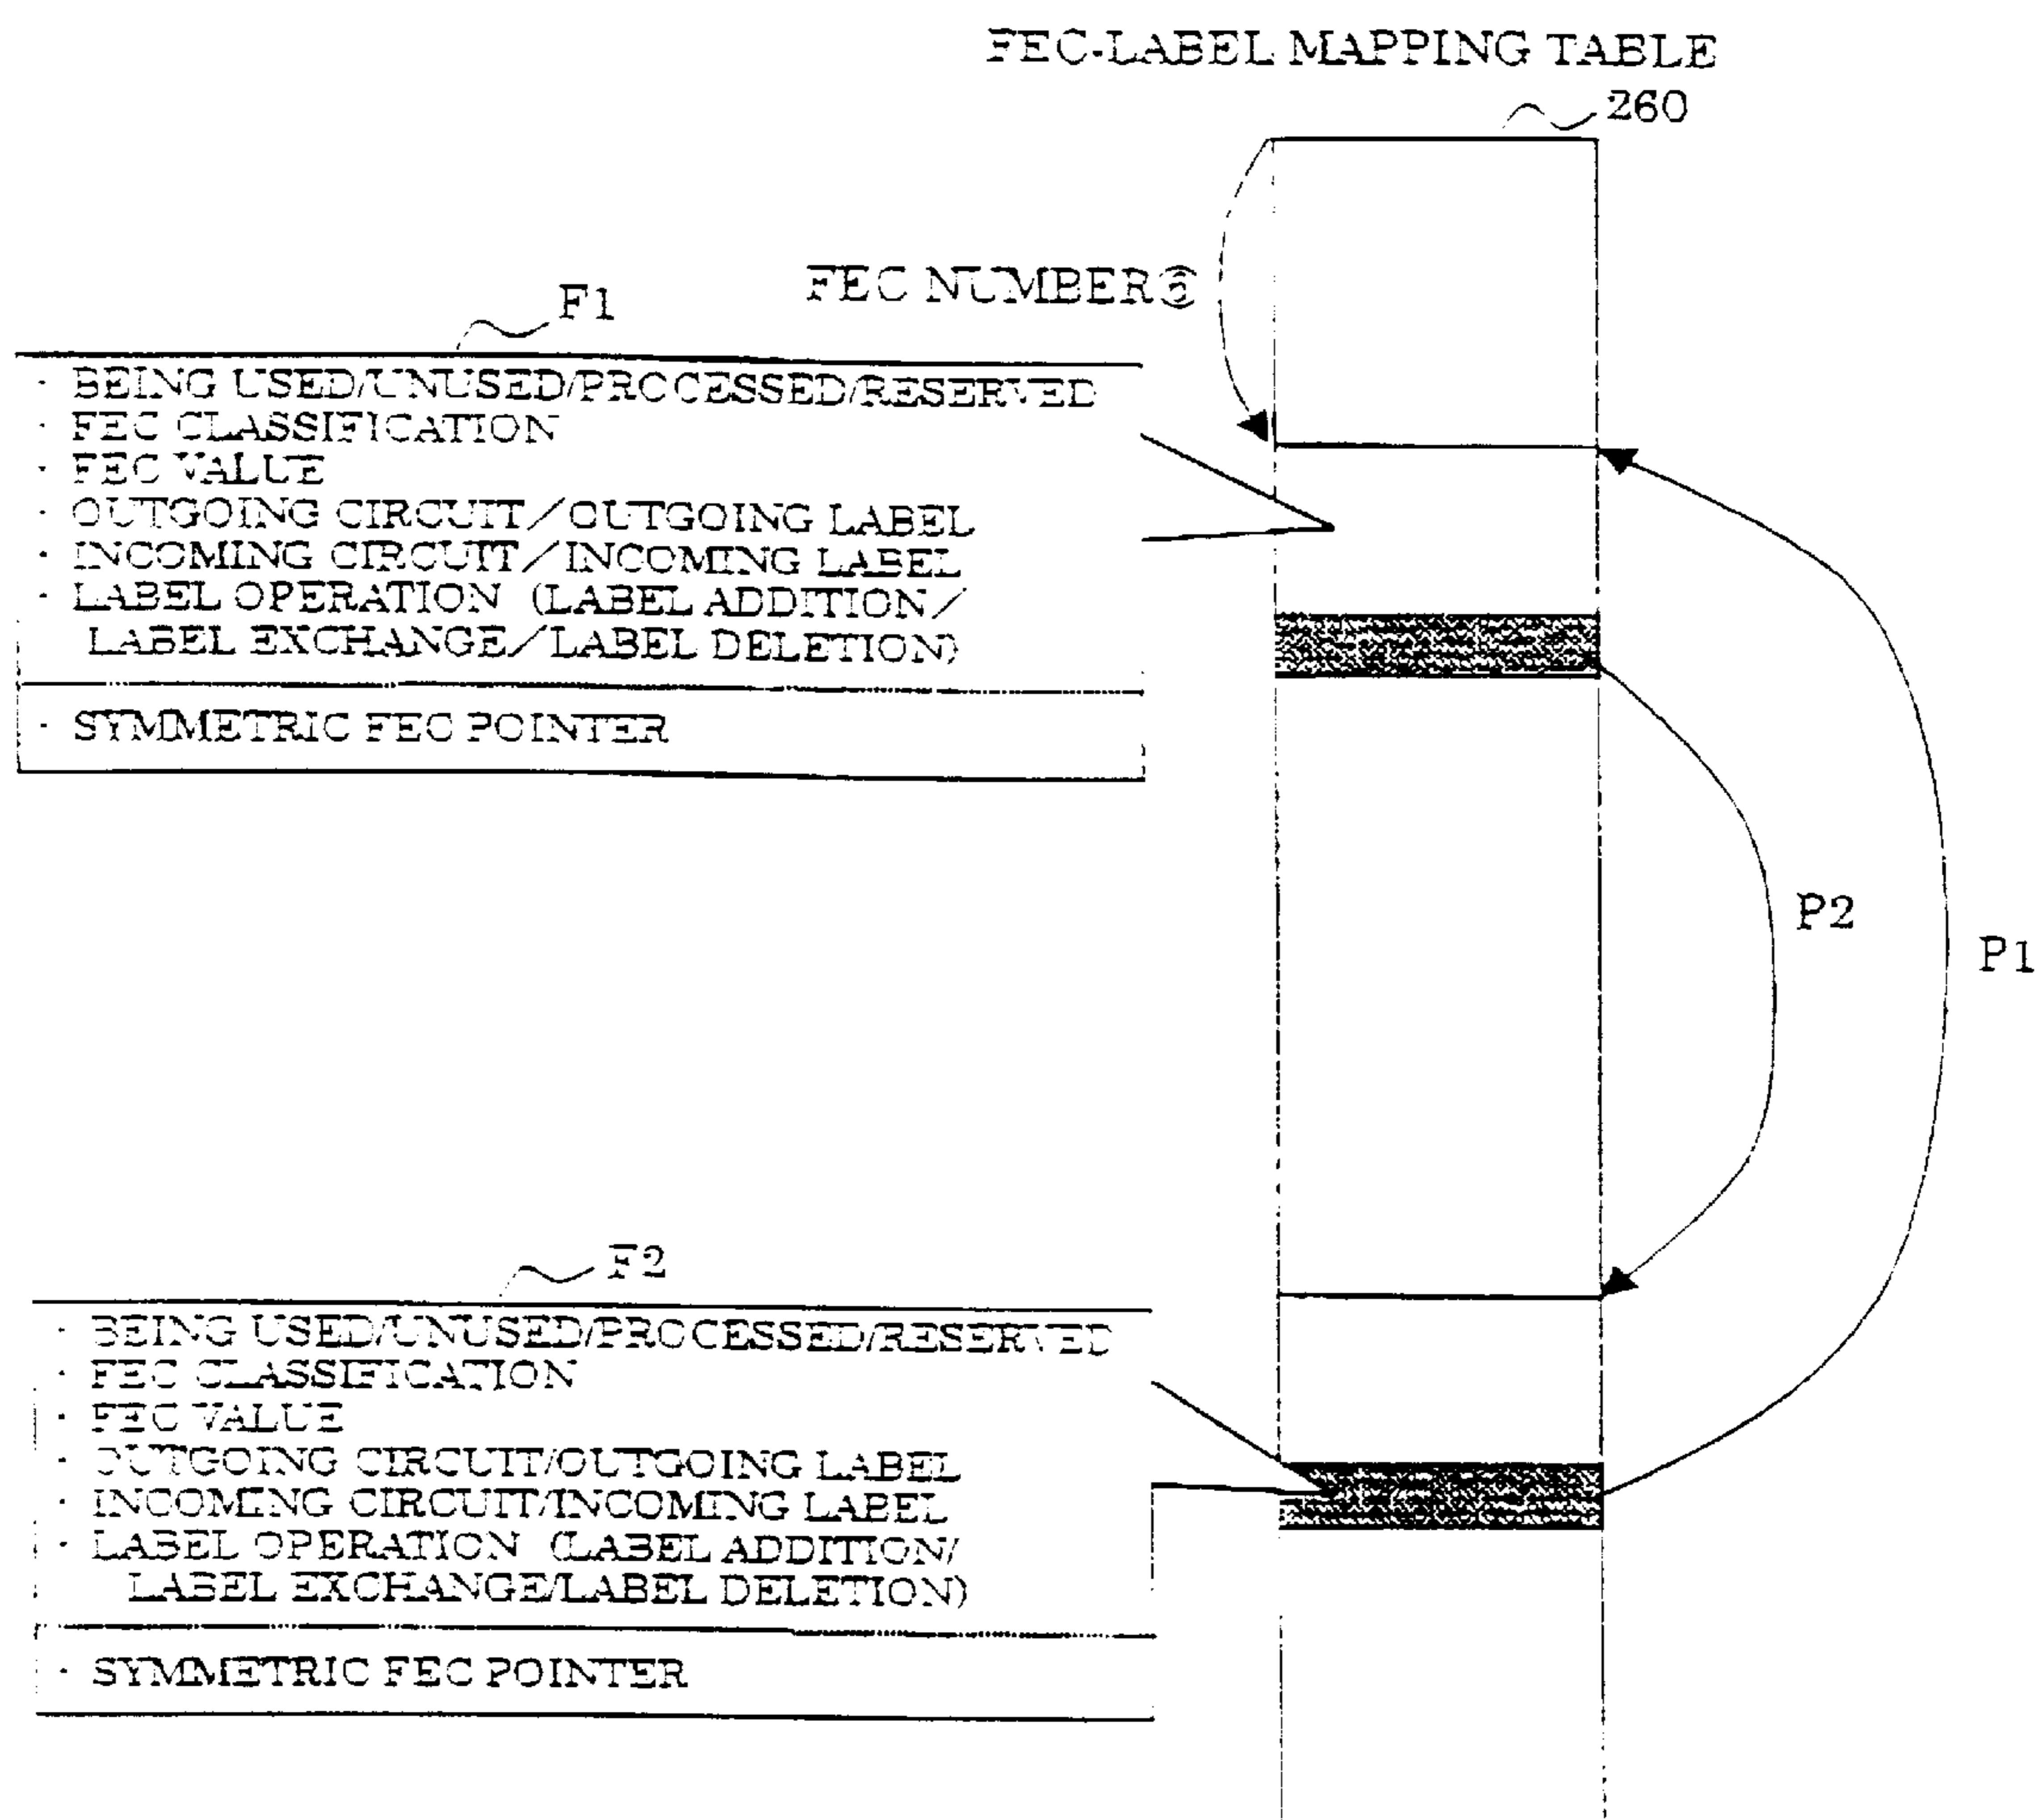 FEC-LABEL MAPPING TABLE
260
FEC NUMBER⑥
F1
· BEING USED/UNUSED/PROCESSED/RESERVED
· FEC CLASSIFICATION
· FEC VALUE
· OUTGOING CIRCUIT/OUTGOING LABEL
· INCOMING CIRCUIT/INCOMING LABEL
· LABEL OPERATION (LABEL ADDITION/
LABEL EXCHANGE/LABEL DELETION)
· SYMMETRIC FEC POINTER
P2
P1
F2
· BEING USED/UNUSED/PROCESSED/RESERVED
· FEC CLASSIFICATION
· FEC VALUE
· OUTGOING CIRCUIT/OUTGOING LABEL
· INCOMING CIRCUIT/INCOMING LABEL
· LABEL OPERATION (LABEL ADDITION/
LABEL EXCHANGE/LABEL DELETION)
· SYMMETRIC FEC POINTER